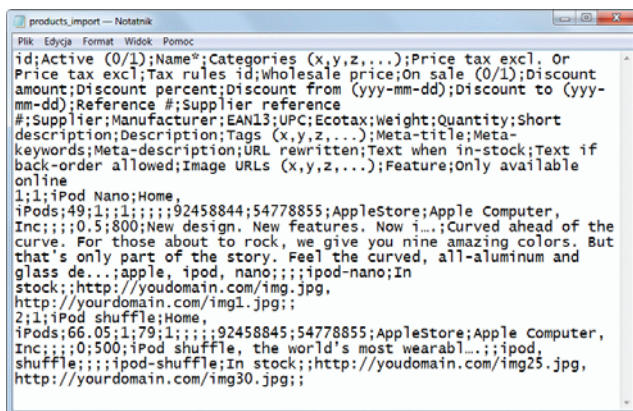 products_import — Notatnik
Plik Edycja Format Widok Pomoc
id;Active (0/1);Name*;Categories (x,y,z,...);Price tax excl. Or
Price tax excl;Tax rules id;Wholesale price;On sale (0/1);Discount
amount;Discount percent;Discount from (yyy-mm-dd);Discount to (yyy-
mm-dd);Reference #;Supplier reference
#;Supplier;Manufacturer;EAN13;UPC;Ecotax;Weight;Quantity;Short
description;Description;Tags (x,y,z,...);Meta-title;Meta-
keywords;Meta-description;URL rewritten;Text when in-stock;Text if
back-order allowed;Image URLs (x,y,z,...);Feature;Only available
online
1;1;iPod Nano;Home,
iPods;49;1;;1;;;;;92458844;54778855;AppleStore;Apple Computer,
Inc;;;;0.5;800;New design. New features. Now i….;Curved ahead of the
curve. For those about to rock, we give you nine amazing colors. But
that's only part of the story. Feel the curved, all-aluminum and
glass de...;apple, ipod, nano;;;;ipod-nano;In
stock;;http://youdomain.com/img.jpg,
http://yourdomain.com/img1.jpg;;
2;1;iPod shuffle;Home,
iPods;66.05;1;79;1;;;;;92458845;54778855;AppleStore;Apple Computer,
Inc;;;;0;500;iPod shuffle, the world's most wearabl….;;ipod,
shuffle;;;;ipod-shuffle;In stock;;http://youdomain.com/img25.jpg,
http://yourdomain.com/img30.jpg;;